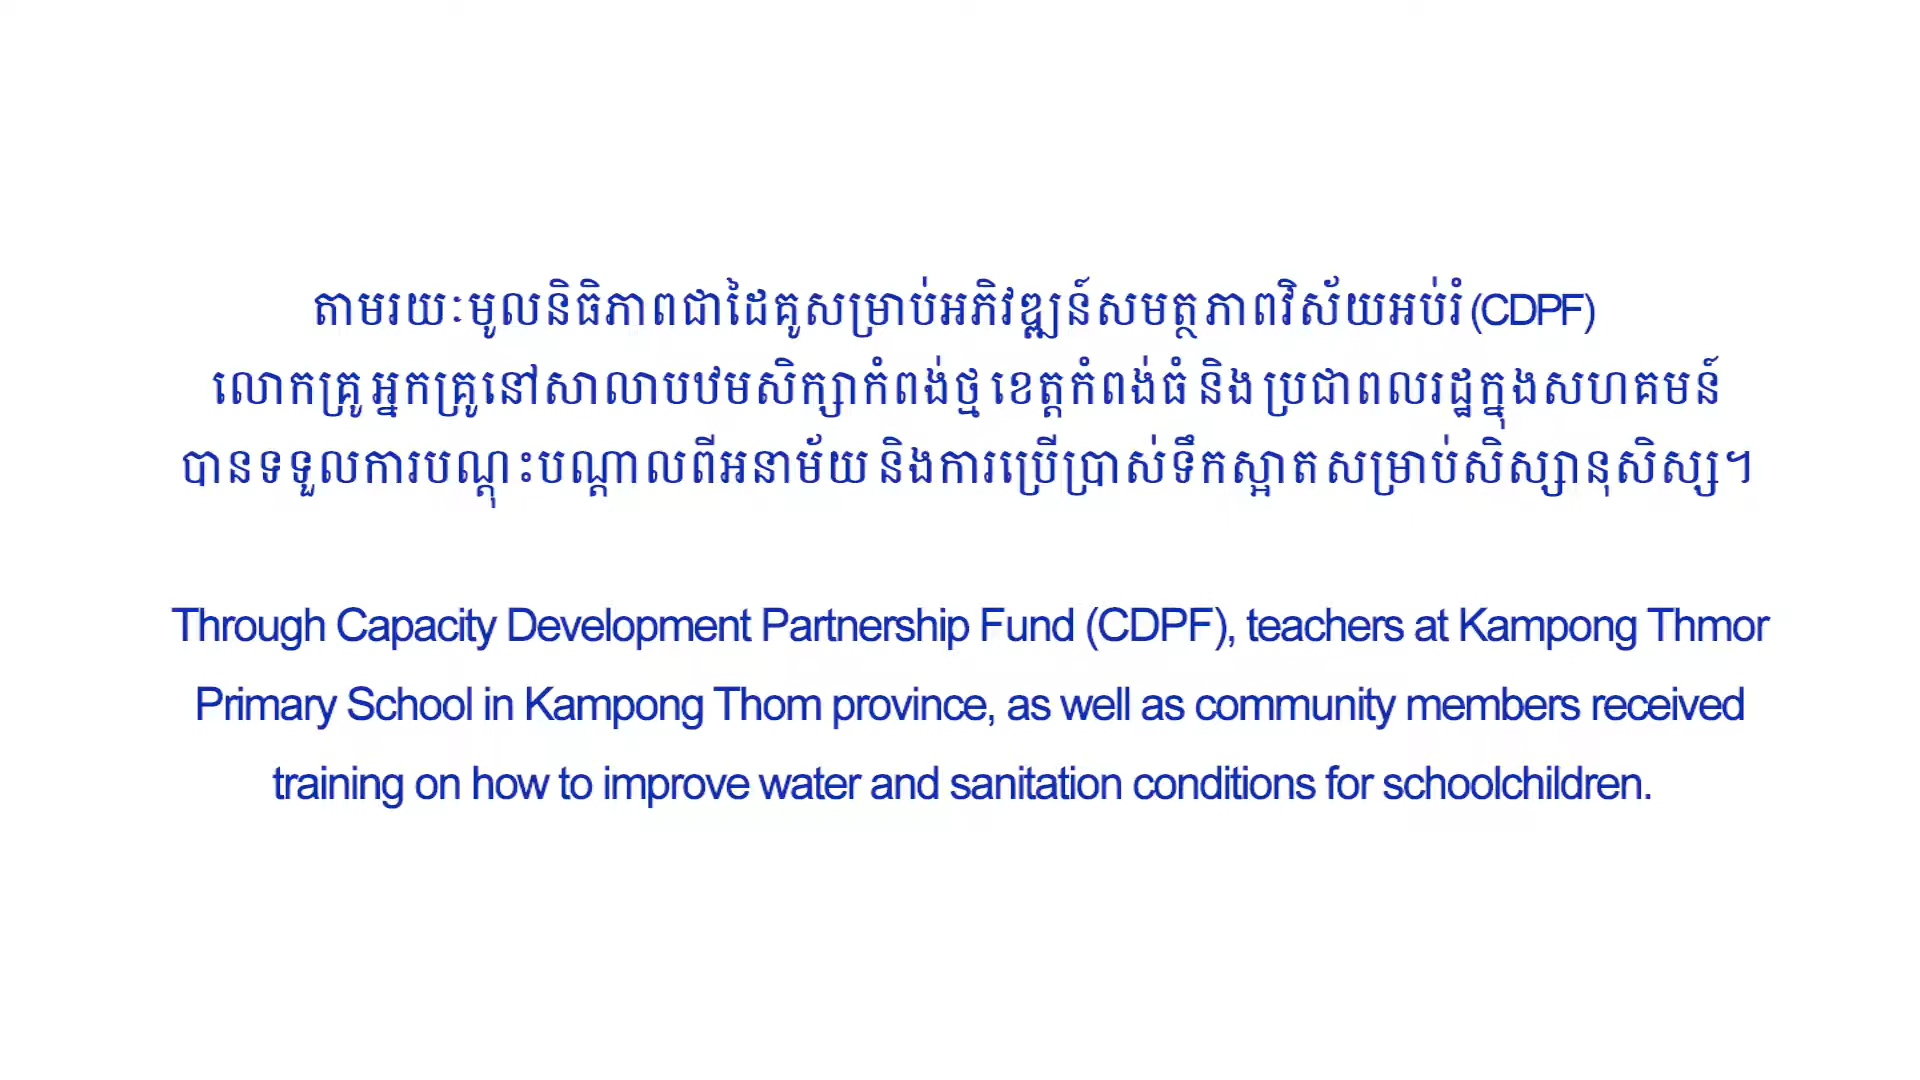 តាមរយៈមូលនិធិភាពជាដៃគូសម្រាប់អភិវឌ្ឍន៍សមត្ថភាពវិស័យអប់រំ (CDPF)
លោកគ្រូ អ្នកគ្រូនៅសាលាបឋមសិក្សាកំពង់ថ្ម ខេត្តកំពង់ធំ និង ប្រជាពលរដ្ឋក្នុងសហគមន៍
បានទទួលការបណ្តុះបណ្តាលពីអនាម័យ និងការប្រើប្រាស់ទឹកស្អាត សម្រាប់សិស្សានុសិស្ស។
Through Capacity Development Partnership Fund (CDPF), teachers at Kampong Thmor
Primary School in Kampong Thom province, as well as community members received
training on how to improve water and sanitation conditions for schoolchildren.